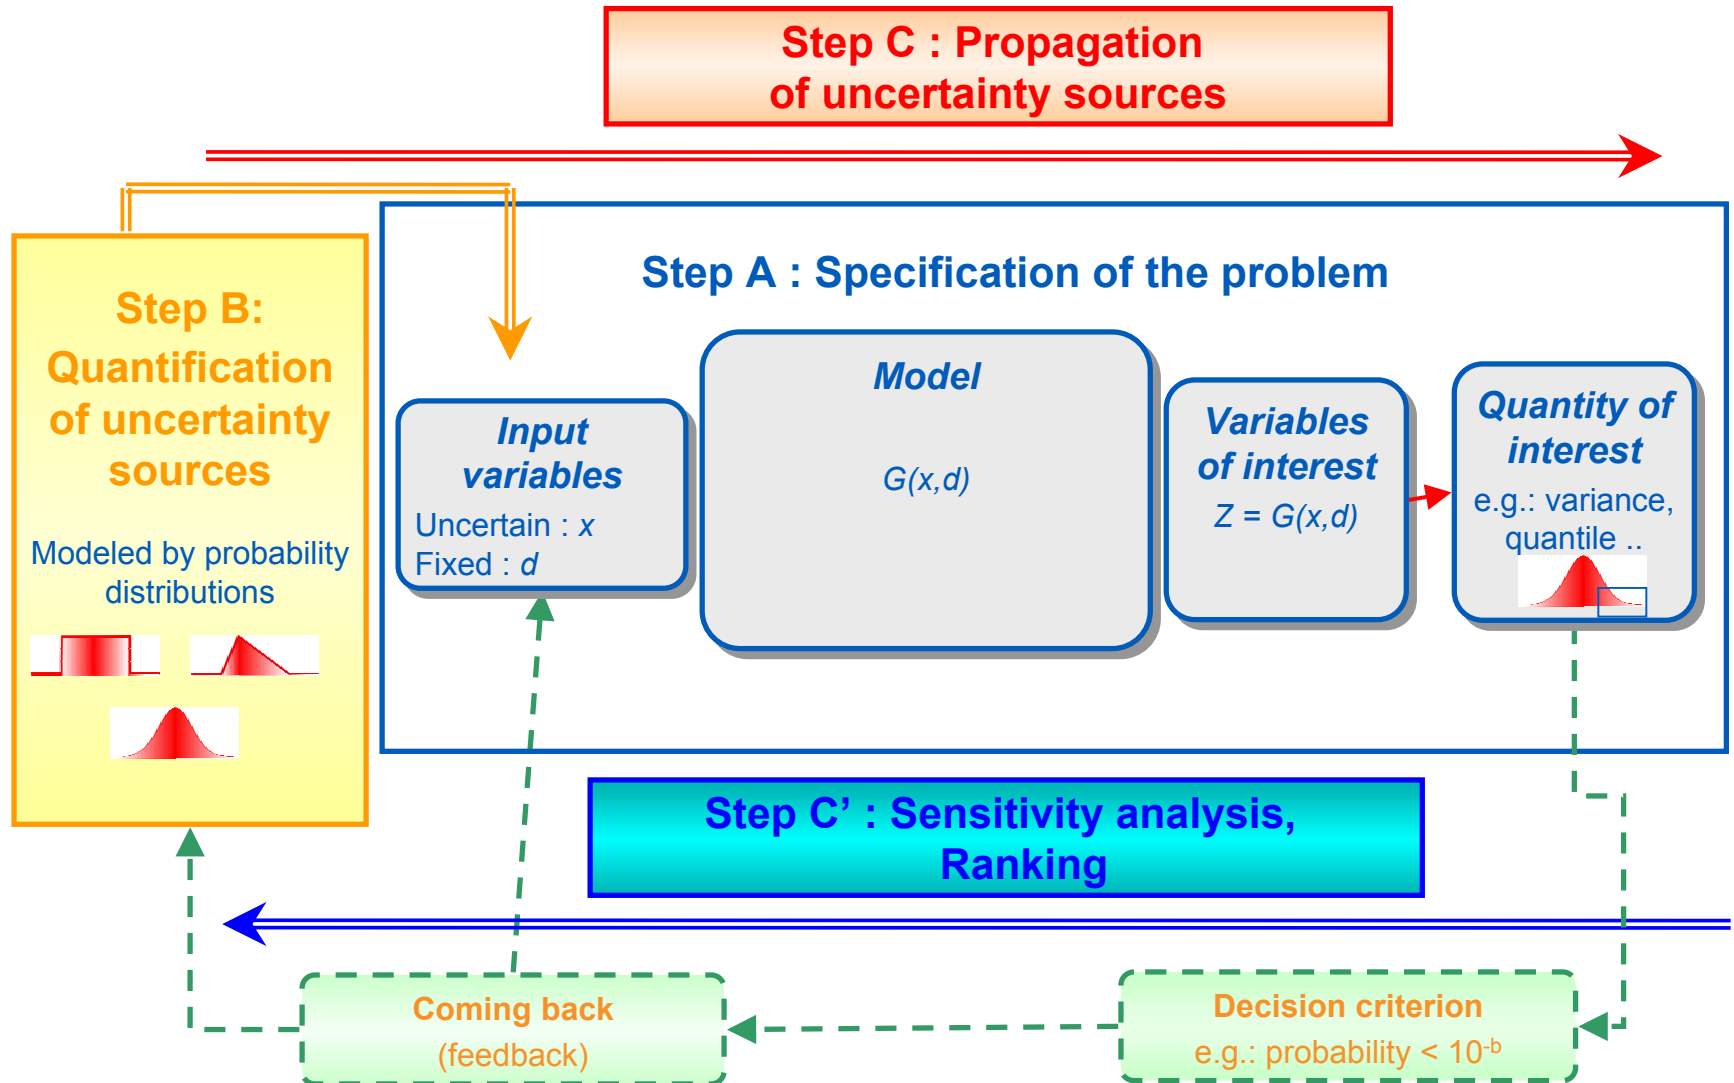 Step C : Propagation
of uncertainty sources
Step A : Specification of the problem
Step B:
Quantification
of uncertainty
sources
Modeled by probability
distributions
Input
variables
Uncertain : x
Fixed : d
Model
G(x,d)
Variables
of interest
Z = G(x,d)
Quantity of
interest
e.g.: variance,
quantile ..
Step C’ : Sensitivity analysis,
Ranking
Coming back
(feedback)
Decision criterion
e.g.: probability < 10⁻ᵇ